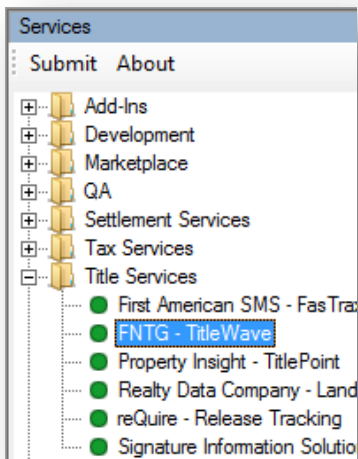 Services
Submit About
Add-Ins
Development
Marketplace
QA
Settlement Services
Tax Services
Title Services
First American SMS - FasTrax
FNTG - TitleWave
Property Insight - TitlePoint
Realty Data Company - Land
reQuire - Release Tracking
Signature Information Solutio